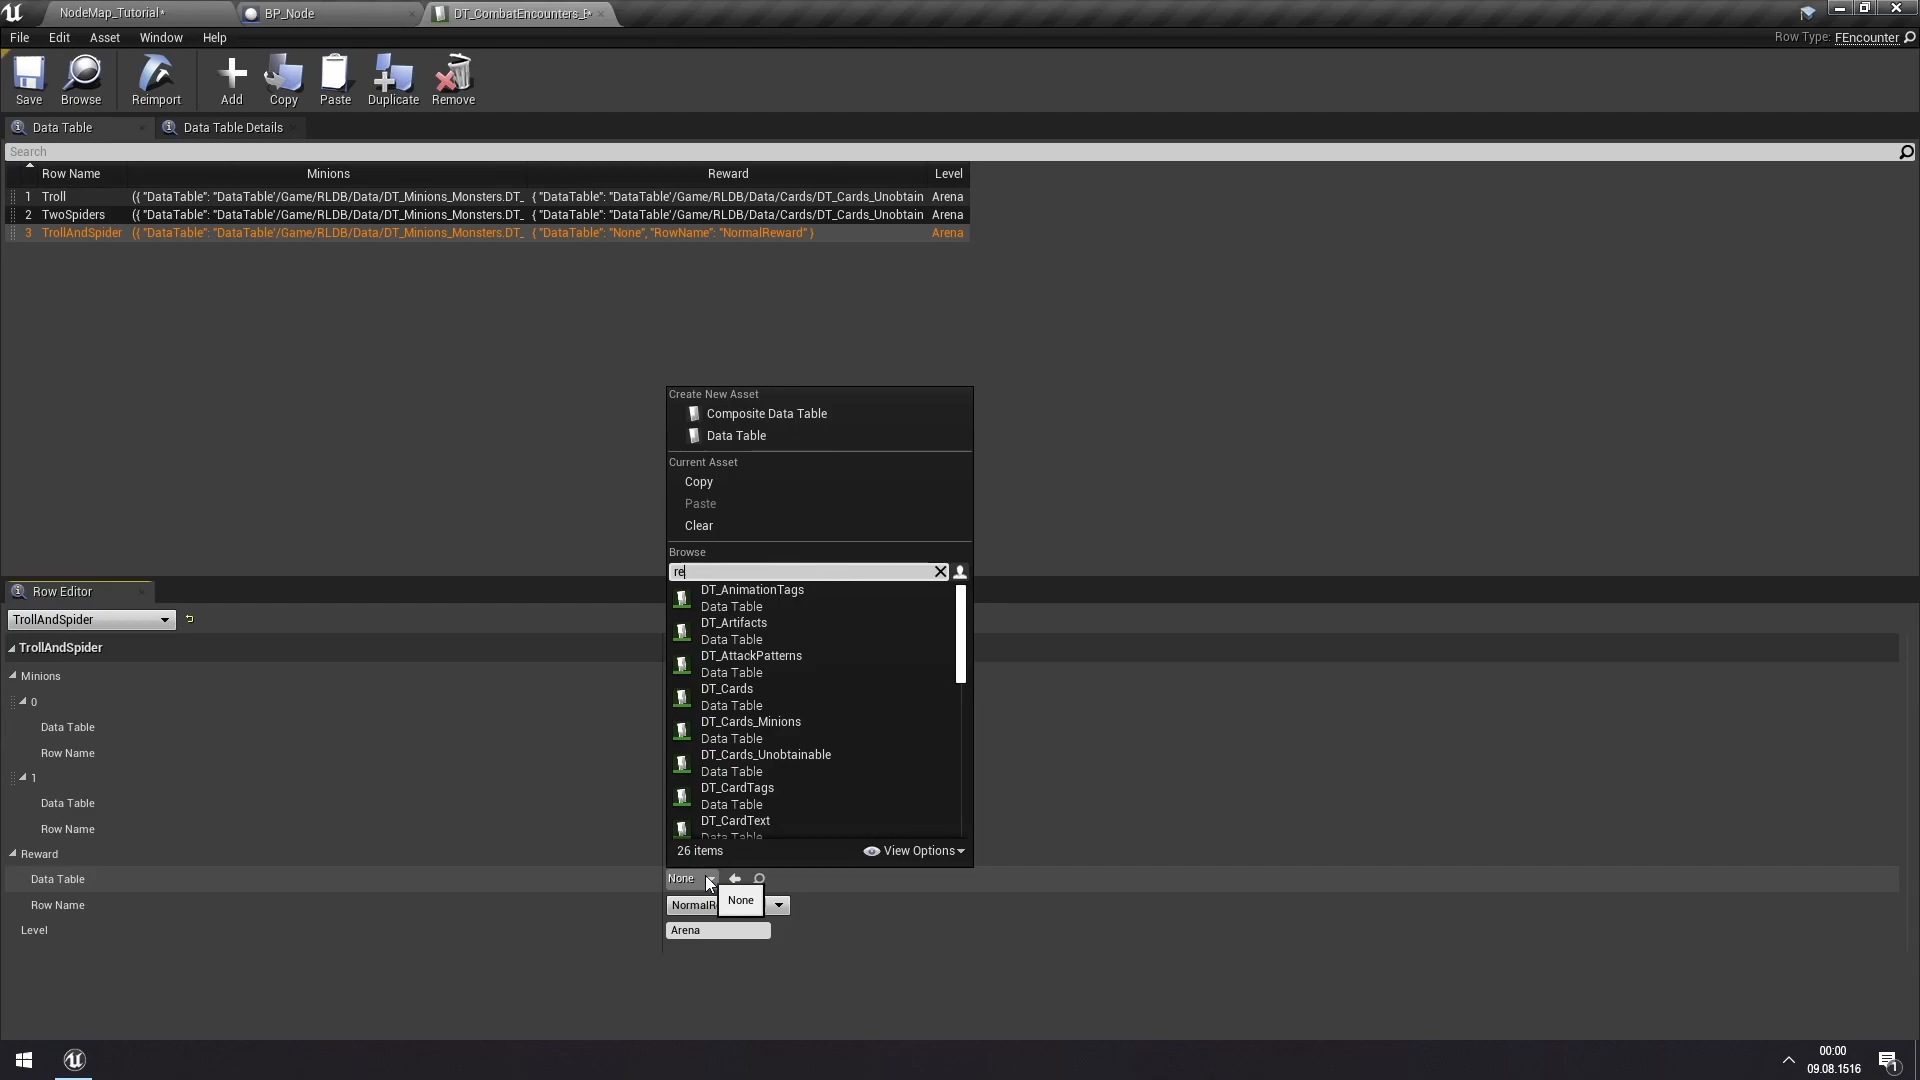 NodeMap_Tutorial*
BP_Node
DT_CombatEncounters_E*
File Edit Asset Window Help
Row Type: FEncounter
Save Browse Reimport Add Copy Paste Duplicate Remove
Data Table
Data Table Details
Search
Row Name Minions Reward Level
1 Troll ({ "DataTable": "DataTable'/Game/RLDB/Data/DT_Minions_Monsters.DT_ { "DataTable": "DataTable'/Game/RLDB/Data/Cards/DT_Cards_Unobtain Arena
2 TwoSpiders ({ "DataTable": "DataTable'/Game/RLDB/Data/DT_Minions_Monsters.DT_ { "DataTable": "DataTable'/Game/RLDB/Data/Cards/DT_Cards_Unobtain Arena
3 TrollAndSpider ({ "DataTable": "DataTable'/Game/RLDB/Data/DT_Minions_Monsters.DT_ { "DataTable": "None", "RowName": "NormalReward" } Arena
Create New Asset
Composite Data Table
Data Table
Current Asset
Copy
Paste
Clear
Browse
re
DT_AnimationTags
Data Table
DT_Artifacts
Data Table
DT_AttackPatterns
Data Table
DT_Cards
Data Table
DT_Cards_Minions
Data Table
DT_Cards_Unobtainable
Data Table
DT_CardTags
Data Table
DT_CardText
Data Table
26 items
View Options
Row Editor
TrollAndSpider
TrollAndSpider
Minions
0
Data Table
Row Name
1
Data Table
Row Name
Reward
Data Table None
None
Row Name NormalR
Level Arena
00:00
09.08.1516
1